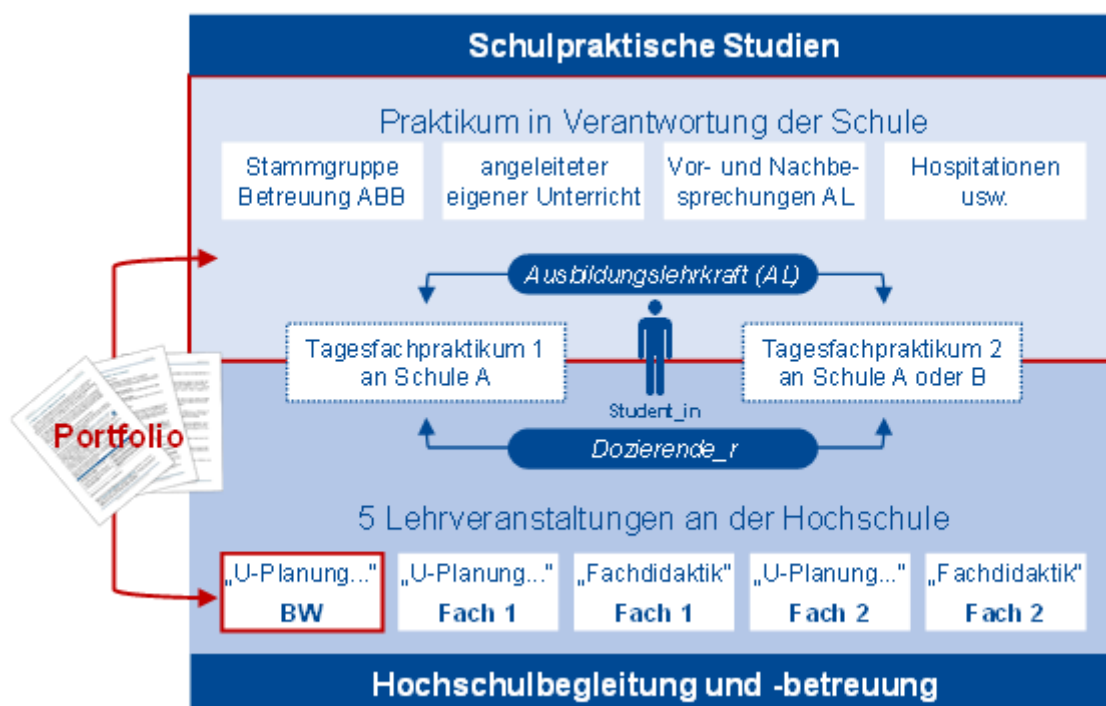 Schulpraktische Studien
Praktikum in Verantwortung der Schule
Stammgruppe
Betreuung ABB
angeleiteter
eigener Unterricht
Vor- und Nachbe-
sprechungen AL
Hospitationen
usw.
Ausbildungslehrkraft (AL)
Tagesfachpraktikum 1
an Schule A
Tagesfachpraktikum 2
an Schule A oder B
Student_in
Portfolio
Dozierende_r
5 Lehrveranstaltungen an der Hochschule
„U-Planung..."
BW
„U-Planung..."
Fach 1
„Fachdidaktik"
Fach 1
„U-Planung..."
Fach 2
„Fachdidaktik"
Fach 2
Hochschulbegleitung und -betreuung